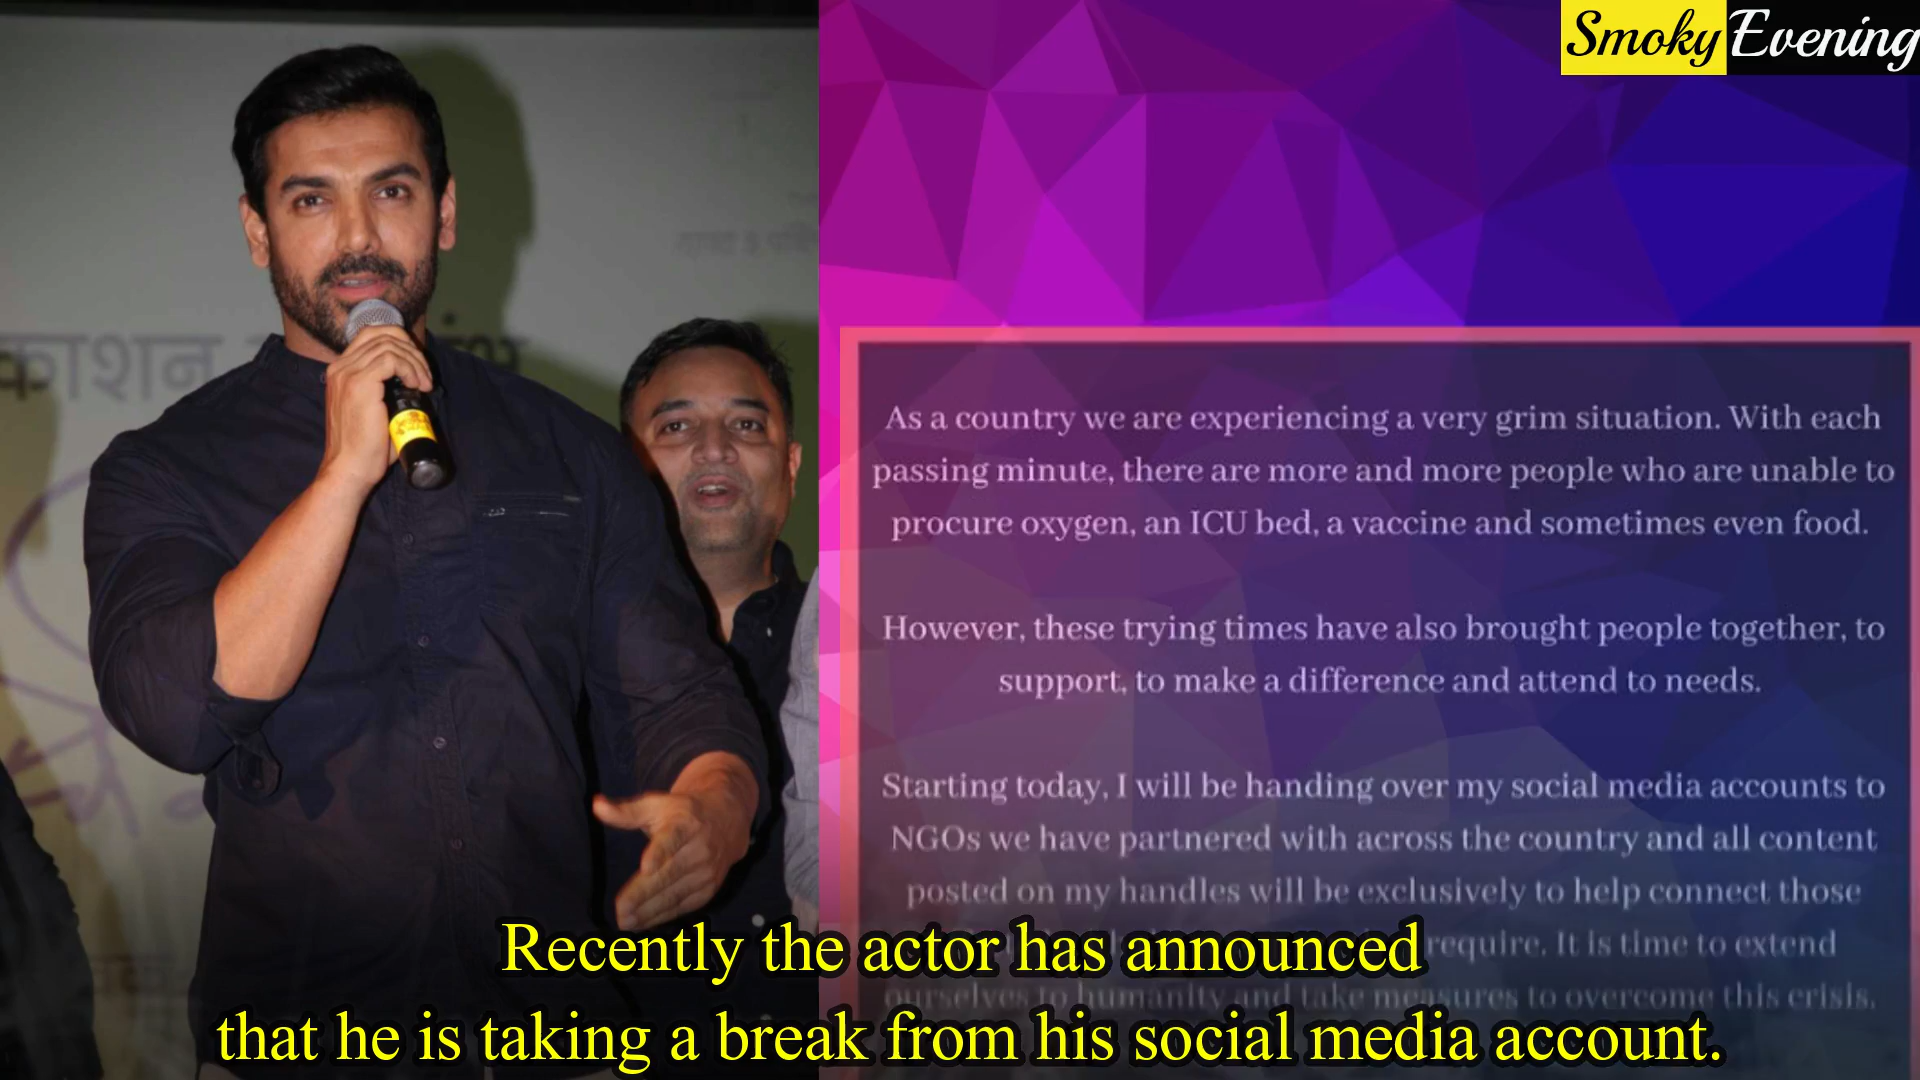 Smoky Evening
काशन
As a country we are experiencing a very grim situation. With each
passing minute, there are more and more people who are unable to
procure oxygen, an ICU bed, a vaccine and sometimes even food.
However, these trying times have also brought people together, to
support, to make a difference and attend to needs.
Starting today, I will be handing over my social media accounts to
NGOs we have partnered with across the country and all content
posted on my handles will be exclusively to help connect those
require. It is time to extend
ourselves to humanity and take measures to overcome this crisis.
Recently the actor has announced
that he is taking a break from his social media account.